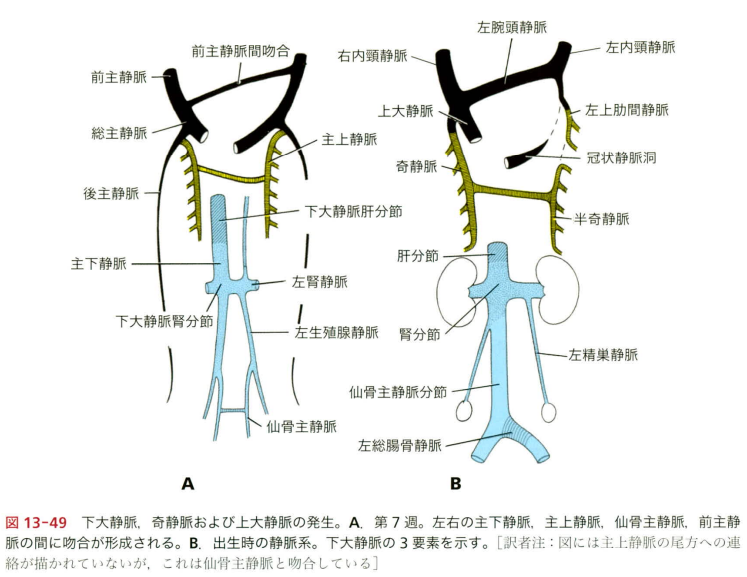 前主静脈間吻合
前主静脈
総主静脈
主上静脈
後主静脈
下大静脈肝分節
主下静脈
左腎静脈
下大静脈腎分節
左生殖腺静脈
仙骨主静脈
A
左腕頭静脈
右内頸静脈
左内頸静脈
上大静脈
左上肋間静脈
冠状静脈洞
奇静脈
半奇静脈
肝分節
腎分節
左精巣静脈
仙骨主静脈分節
左総腸骨静脈
B
図 13-49 下大静脈,奇静脈および上大静脈の発生。A.第7週。左右の主下静脈,主上静脈,仙骨主静脈,前主静
脈の間に吻合が形成される。B.出生時の静脈系。下大静脈の3要素を示す。[訳者注:図には主上静脈の尾方への連
絡が描かれていないが,これは仙骨主静脈と吻合している]